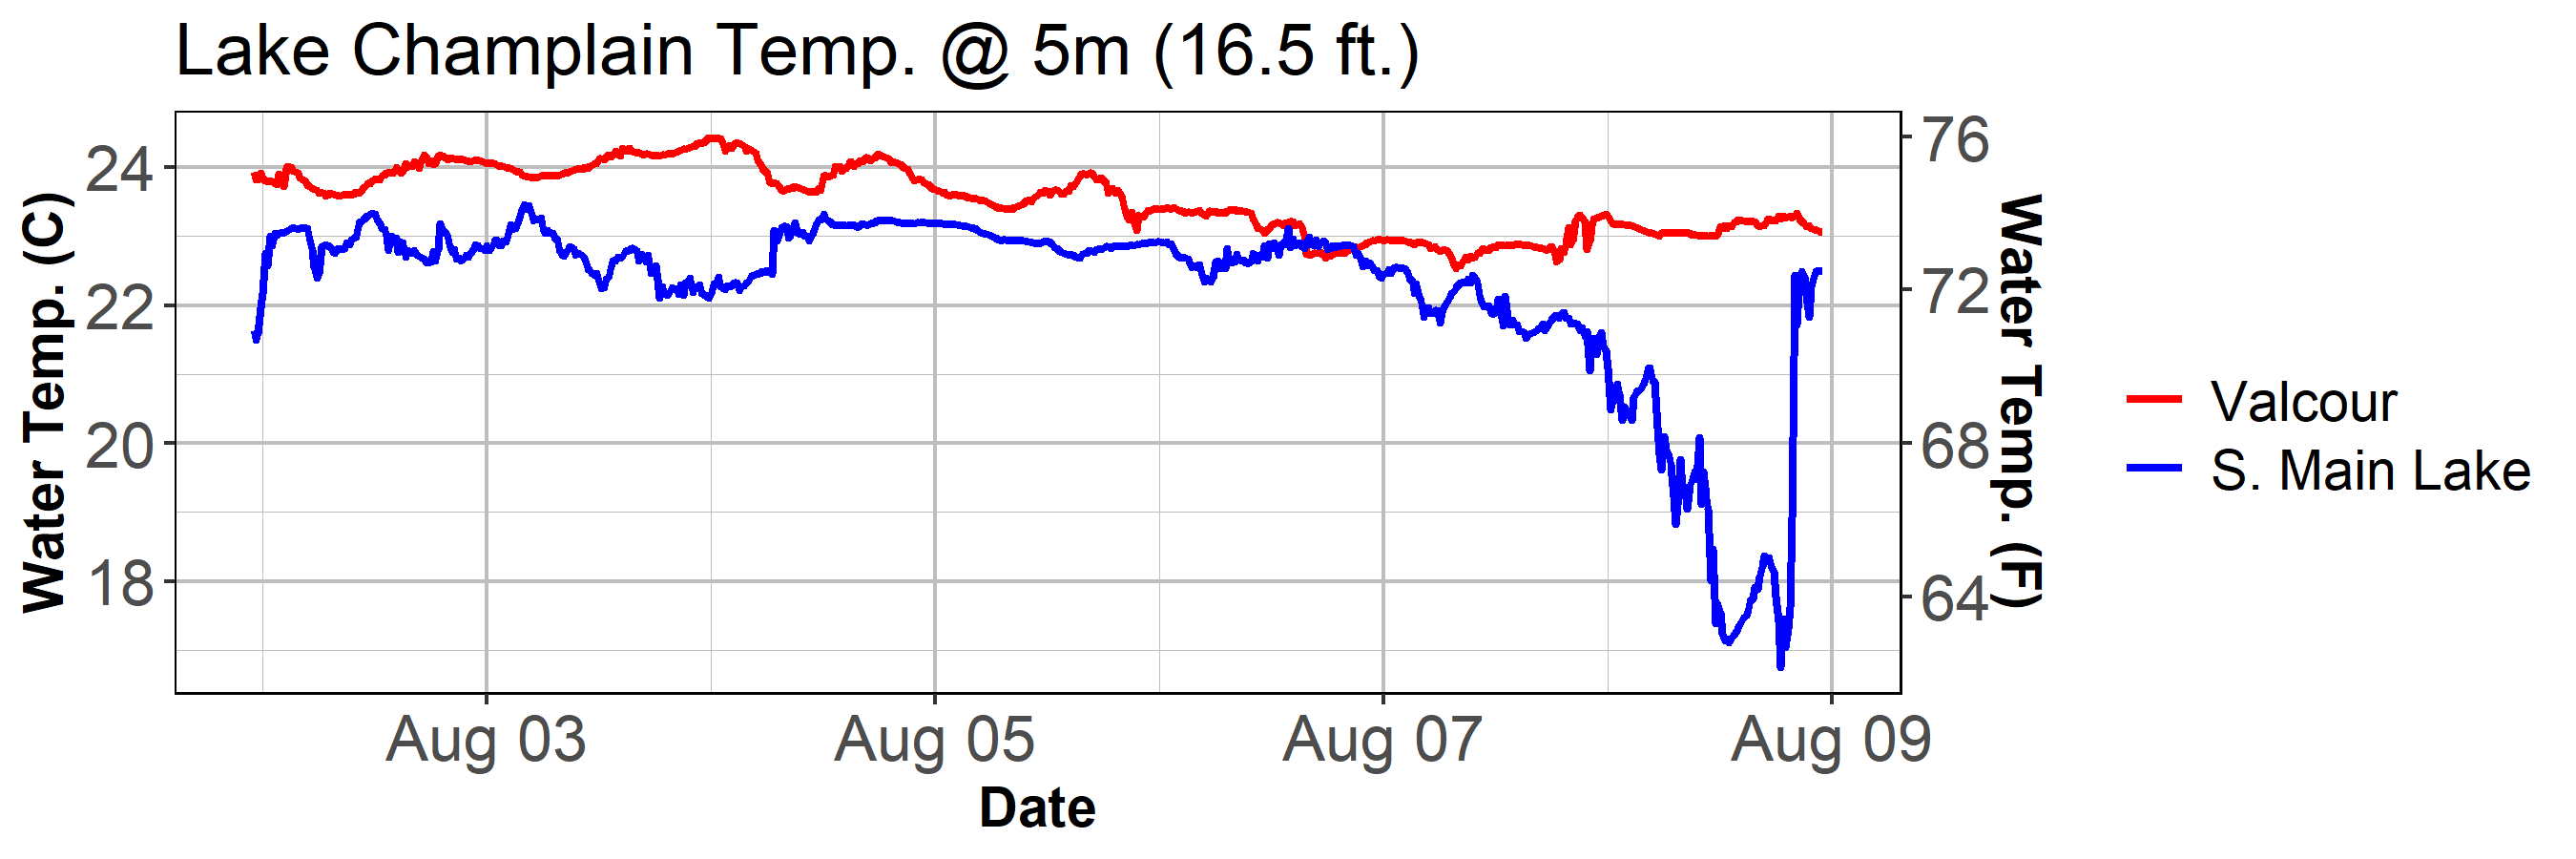 Lake Champlain Temp. @ 5m (16.5 ft.)
Water Temp. (C)
24
22
20
18
76
72
68
64
Water Temp. (F)
Aug 03
Aug 05
Aug 07
Aug 09
Date
Valcour
S. Main Lake